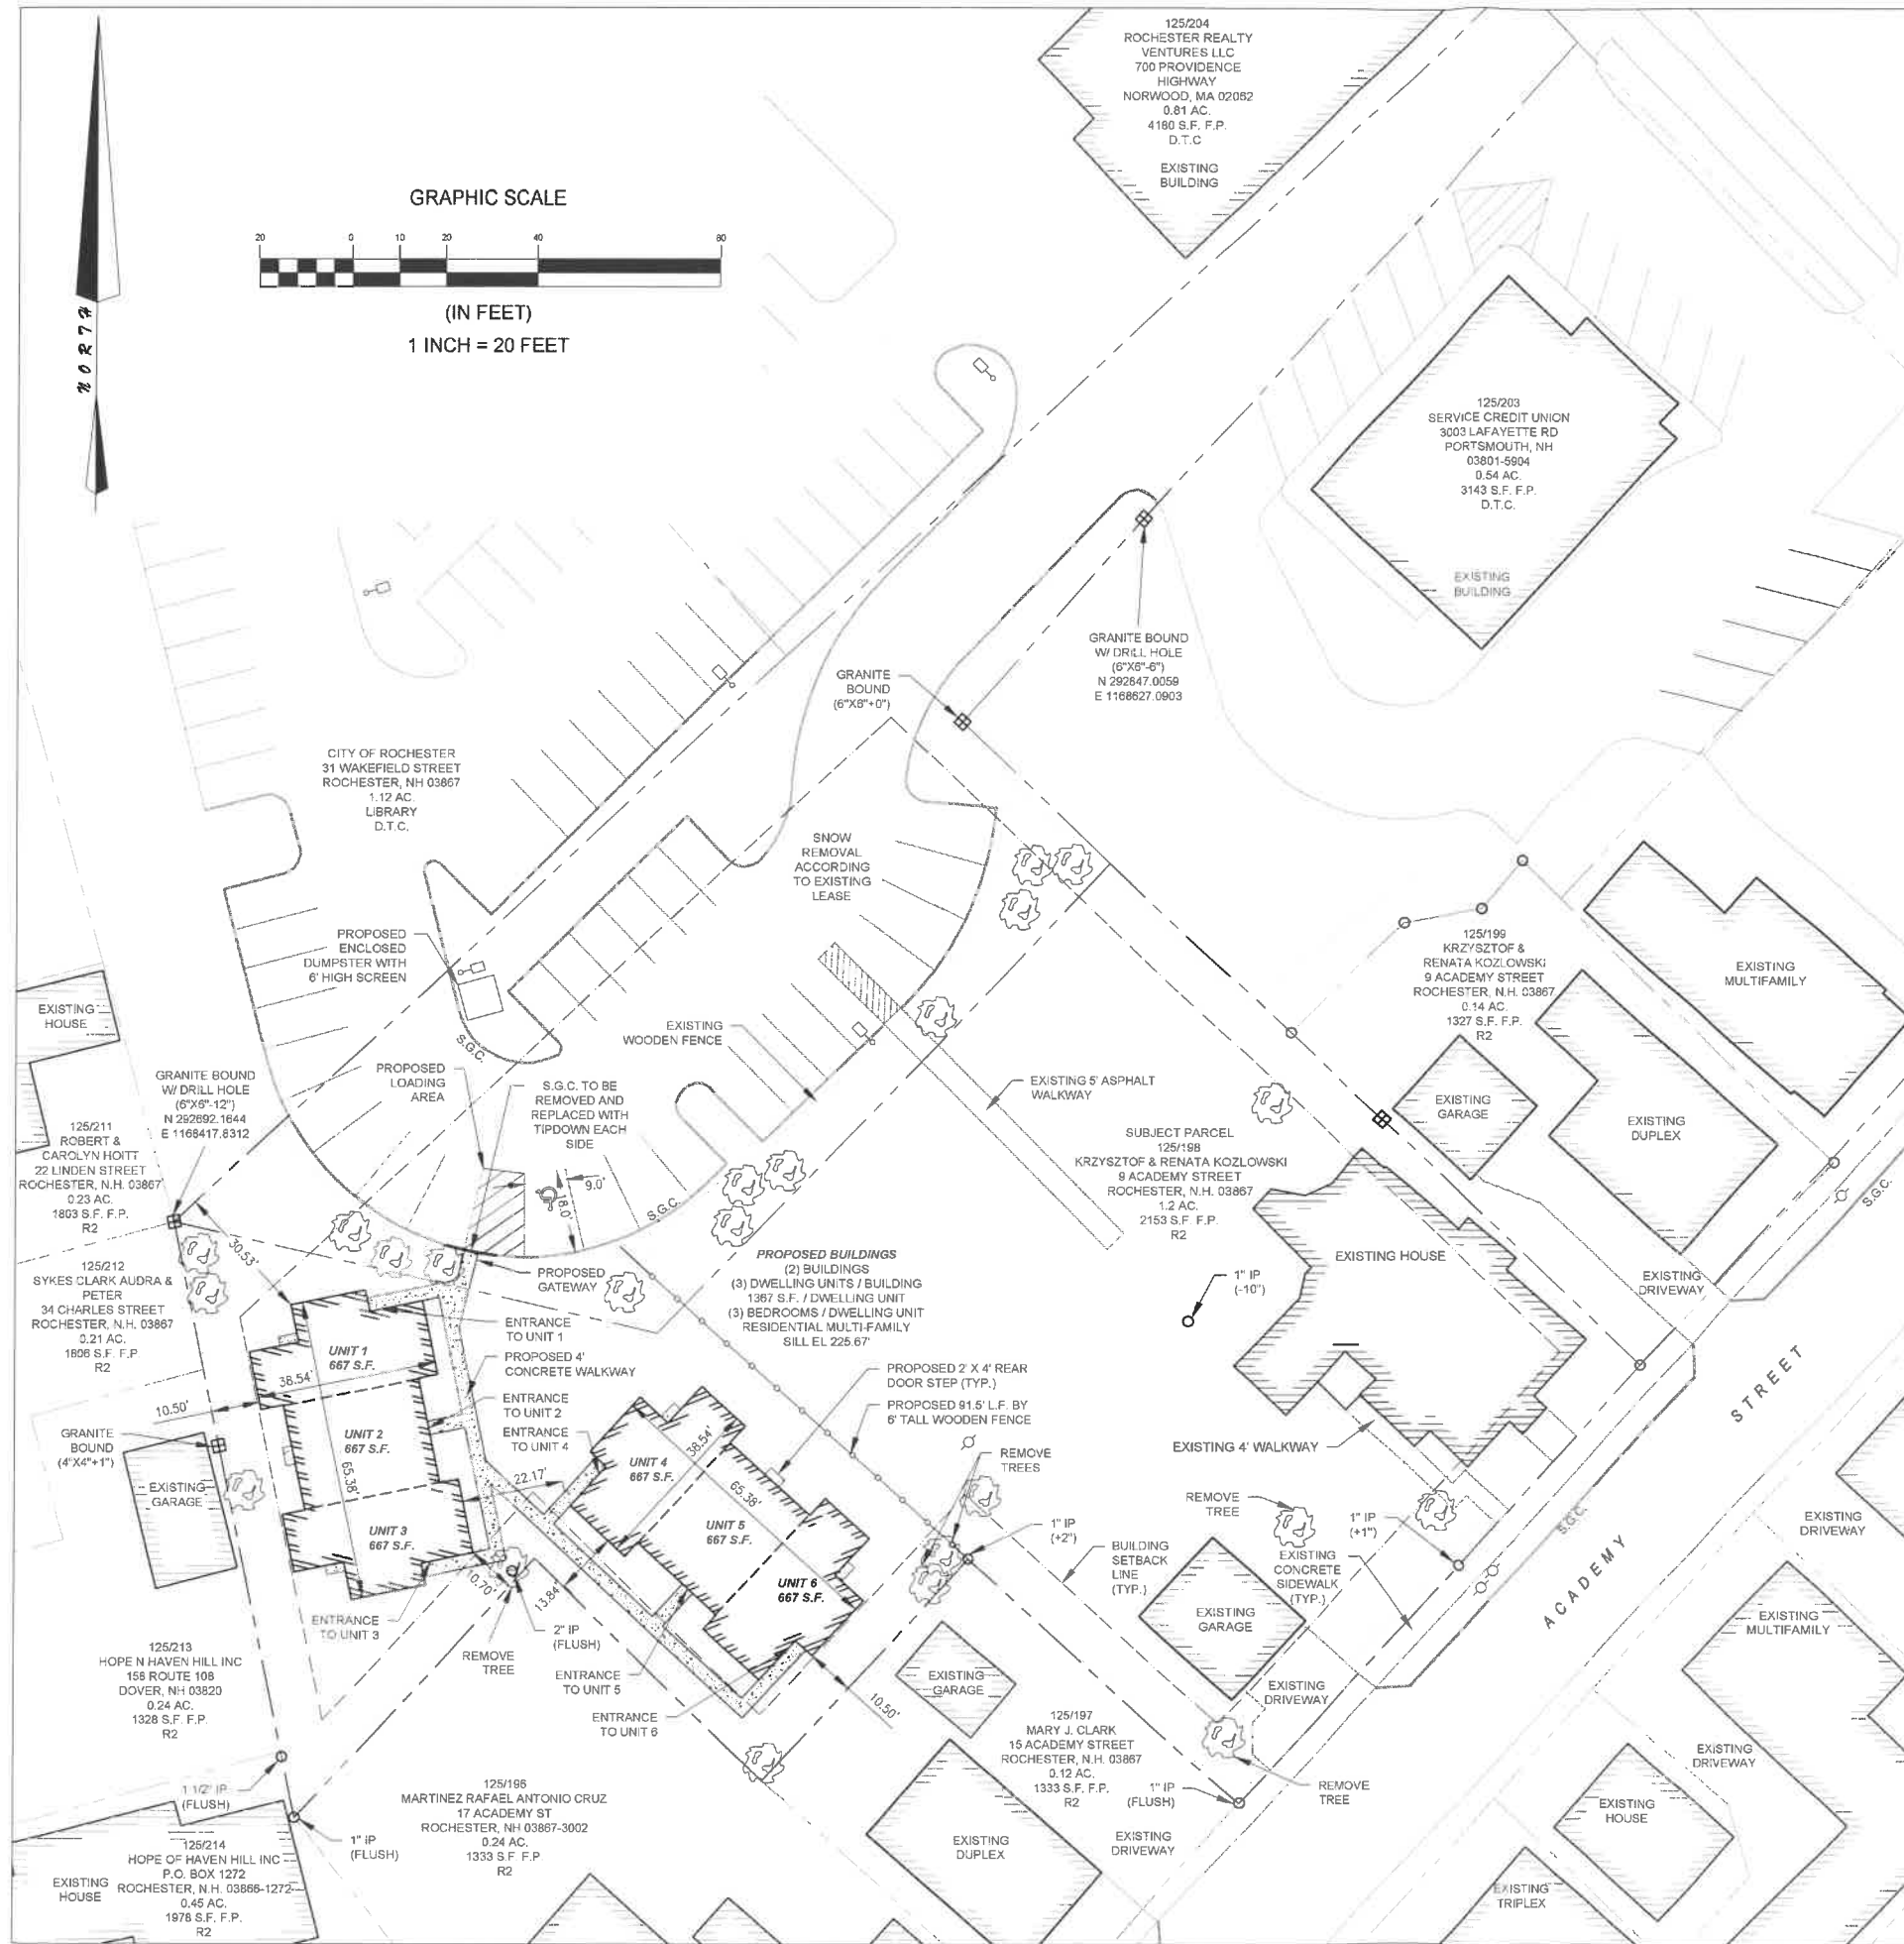 125/204
ROCHESTER REALTY
VENTURES LLC
700 PROVIDENCE
HIGHWAY
NORWOOD, MA 02062
0.81 AC.
4180 S.F. F.P.
D.T.C
EXISTING
BUILDING
GRAPHIC SCALE
20 0 10 20 40 80
(IN FEET)
1 INCH = 20 FEET
NORTH
125/203
SERVICE CREDIT UNION
3003 LAFAYETTE RD
PORTSMOUTH, NH
03801-5904
0.54 AC.
3143 S.F. F.P.
D.T.C.
EXISTING
BUILDING
GRANITE BOUND
W/ DRILL HOLE
(6"X6"-6")
N 292847.0059
E 1168627.0903
GRANITE
BOUND
(6"X6"+0")
CITY OF ROCHESTER
31 WAKEFIELD STREET
ROCHESTER, NH 03867
1.12 AC.
LIBRARY
D.T.C.
SNOW
REMOVAL
ACCORDING
TO EXISTING
LEASE
PROPOSED
ENCLOSED
DUMPSTER WITH
6' HIGH SCREEN
125/199
KRZYSZTOF &
RENATA KOZLOWSKI
9 ACADEMY STREET
ROCHESTER, N.H. 03867
0.14 AC.
1327 S.F. F.P.
R2
EXISTING
MULTIFAMILY
EXISTING
HOUSE
S.G.C.
EXISTING
WOODEN FENCE
PROPOSED
LOADING
AREA
S.G.C. TO BE
REMOVED AND
REPLACED WITH
TIPDOWN EACH
SIDE
GRANITE BOUND
W/ DRILL HOLE
(6"X6"-12")
N 292692.1644
E 1168417.8312
EXISTING 5' ASPHALT
WALKWAY
EXISTING
GARAGE
EXISTING
DUPLEX
125/211
ROBERT &
CAROLYN HOITT
22 LINDEN STREET
ROCHESTER, N.H. 03867
0.23 AC.
1803 S.F. F.P.
R2
SUBJECT PARCEL
125/198
KRZYSZTOF & RENATA KOZLOWSKI
9 ACADEMY STREET
ROCHESTER, N.H. 03867
1.2 AC.
2153 S.F. F.P.
R2
9.0'
18.0'
S.G.C.
S.G.C.
30.53'
EXISTING HOUSE
125/212
SYKES CLARK AUDRA &
PETER
34 CHARLES STREET
ROCHESTER, N.H. 03867
0.21 AC.
1806 S.F. F.P
R2
PROPOSED
GATEWAY
PROPOSED BUILDINGS
(2) BUILDINGS
(3) DWELLING UNITS / BUILDING
1367 S.F. / DWELLING UNIT
(3) BEDROOMS / DWELLING UNIT
RESIDENTIAL MULTI-FAMILY
SILL EL 225.67'
1" IP
(-10")
EXISTING
DRIVEWAY
ENTRANCE
TO UNIT 1
UNIT 1
667 S.F.
PROPOSED 4'
CONCRETE WALKWAY
38.54'
10.50'
PROPOSED 2' X 4' REAR
DOOR STEP (TYP.)
ENTRANCE
TO UNIT 2
PROPOSED 91.5' L.F. BY
6' TALL WOODEN FENCE
UNIT 2
667 S.F.
ENTRANCE
TO UNIT 4
GRANITE
BOUND
(4"X4"+1")
38.54'
UNIT 4
667 S.F.
REMOVE
TREES
EXISTING 4' WALKWAY
STREET
65.38'
22.17'
65.38'
EXISTING
GARAGE
REMOVE
TREE
1" IP
(+1")
S.G.C.
EXISTING
DRIVEWAY
UNIT 3
667 S.F.
UNIT 5
667 S.F.
1" IP
(+2")
BUILDING
SETBACK
LINE
(TYP.)
EXISTING
CONCRETE
SIDEWALK
(TYP.)
ACADEMY
10.70'
13.84'
UNIT 6
667 S.F.
EXISTING
GARAGE
EXISTING
MULTIFAMILY
ENTRANCE
TO UNIT 3
2" IP
(FLUSH)
REMOVE
TREE
125/213
HOPE N HAVEN HILL INC
158 ROUTE 108
DOVER, NH 03820
0.24 AC.
1328 S.F. F.P.
R2
ENTRANCE
TO UNIT 5
EXISTING
GARAGE
EXISTING
DRIVEWAY
10.50'
ENTRANCE
TO UNIT 6
125/197
MARY J. CLARK
15 ACADEMY STREET
ROCHESTER, N.H. 03867
0.12 AC.
1333 S.F. F.P.
R2
EXISTING
DRIVEWAY
1 1/2" IP
(FLUSH)
125/196
MARTINEZ RAFAEL ANTONIO CRUZ
17 ACADEMY ST
ROCHESTER, NH 03867-3002
0.24 AC.
1333 S.F. F.P.
R2
1" IP
(FLUSH)
REMOVE
TREE
EXISTING
HOUSE
1" IP
(FLUSH)
EXISTING
DUPLEX
EXISTING
DRIVEWAY
125/214
HOPE OF HAVEN HILL INC
P.O. BOX 1272
ROCHESTER, N.H. 03866-1272
0.45 AC.
1978 S.F. F.P.
R2
EXISTING
HOUSE
EXISTING
TRIPLEX